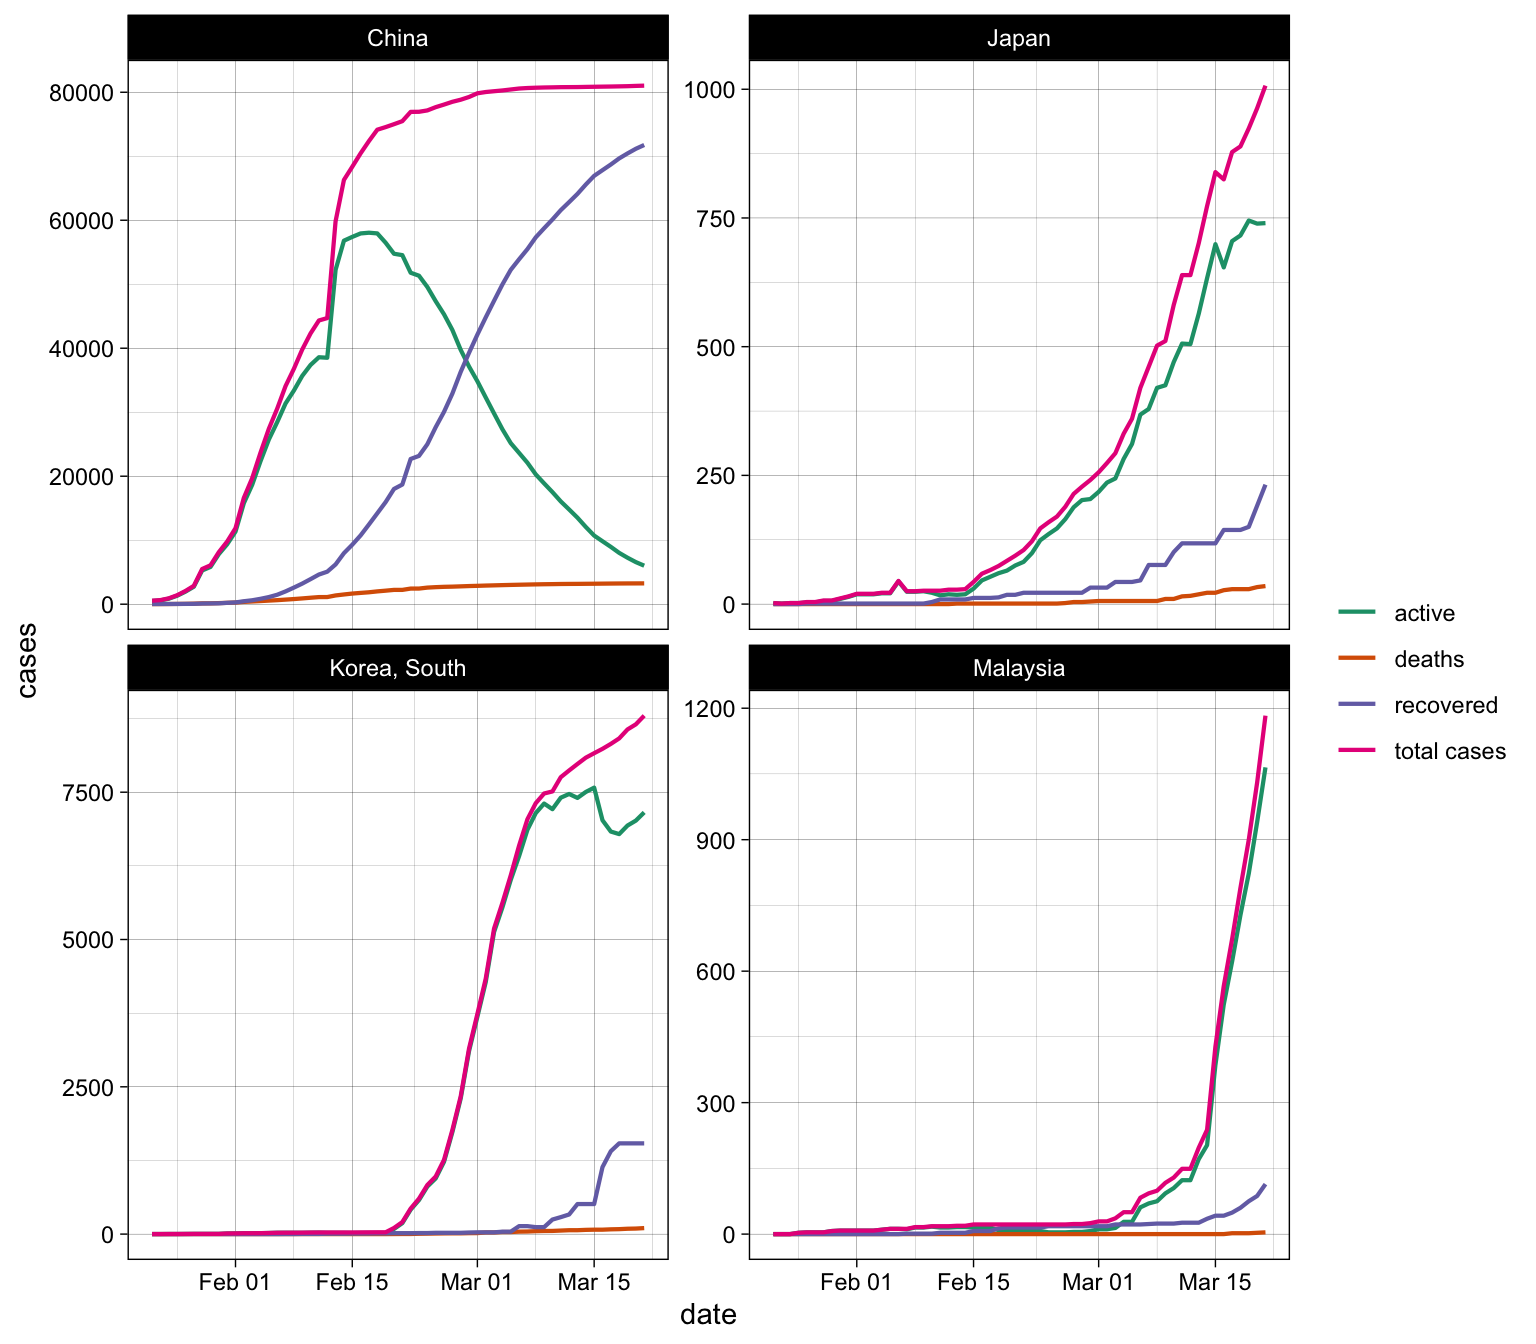 China
Japan
80000
60000
40000
20000
0
1000
750
500
250
0
cases
Korea, South
Malaysia
7500
5000
2500
0
1200
900
600
300
0
Feb 01 Feb 15 Mar 01 Mar 15
Feb 01 Feb 15 Mar 01 Mar 15
date
active
deaths
recovered
total cases